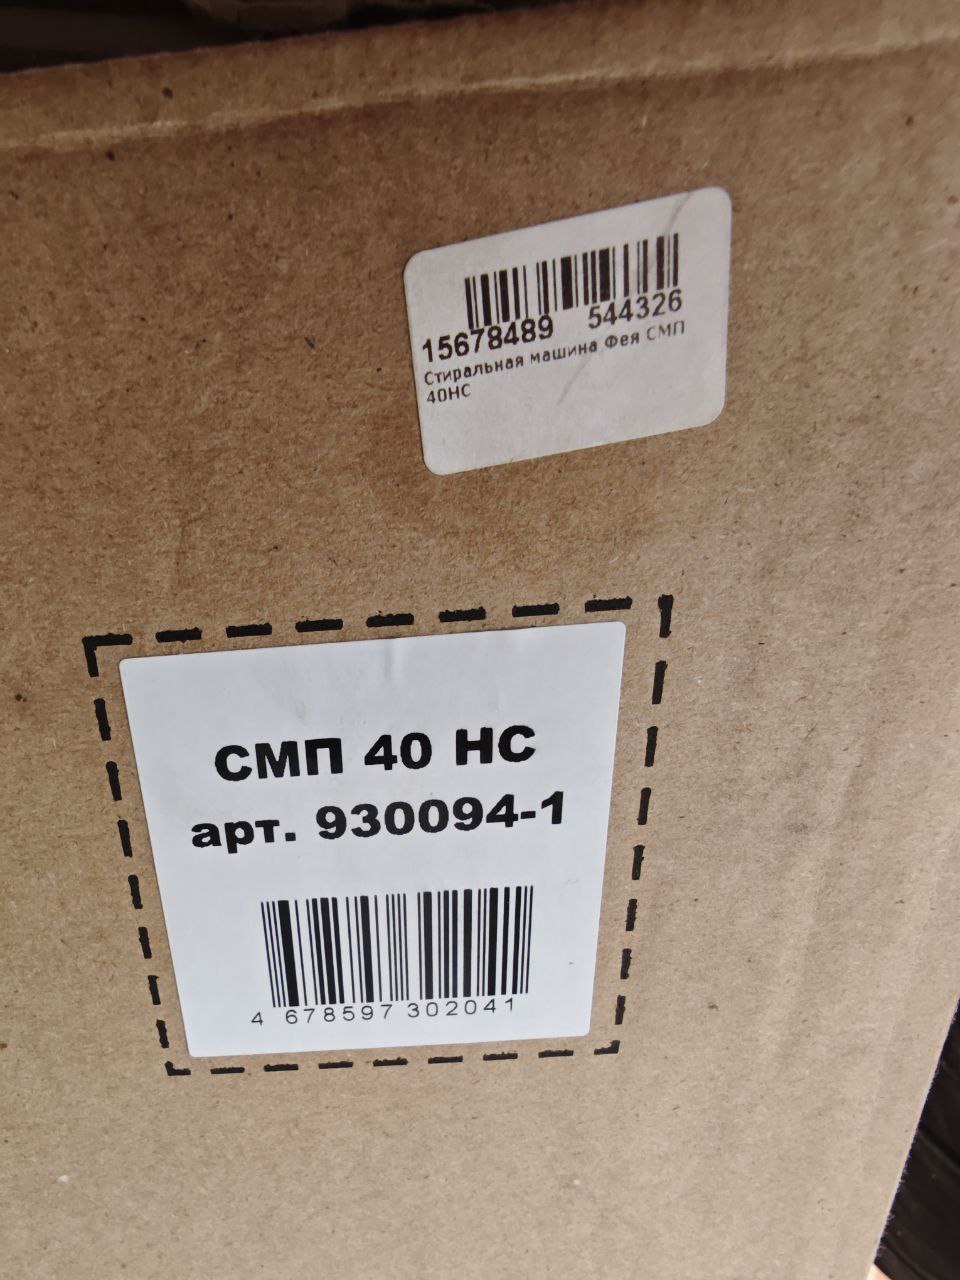 15678489 544326
Стиральная машина Фея СМП
40НС
СМП 40 НС
арт. 930094-1
4 678597 302041